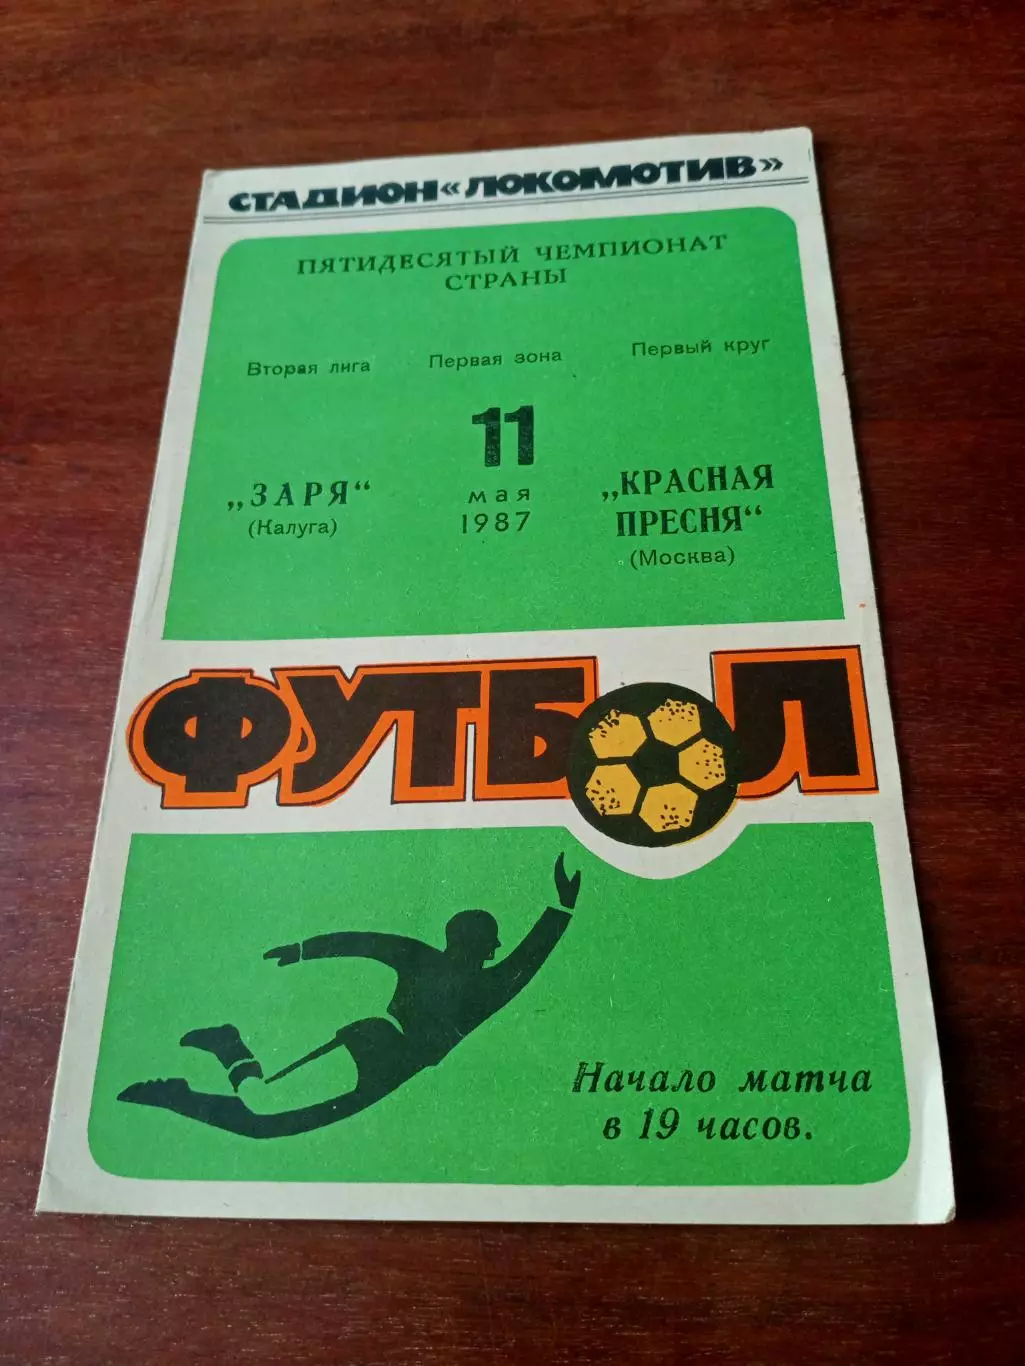 СТАДИОН «ЛОКОМОТИВ»
ПЯТИДЕСЯТЫЙ ЧЕМПИОНАТ
СТРАНЫ
Вторая лига Первая зона Первый круг
11
мая
1987
„ЗАРЯ“
(Калуга)
„КРАСНАЯ
ПРЕСНЯ“
(Москва)
ФУТБОЛ
Начало матча
в 19 часов.